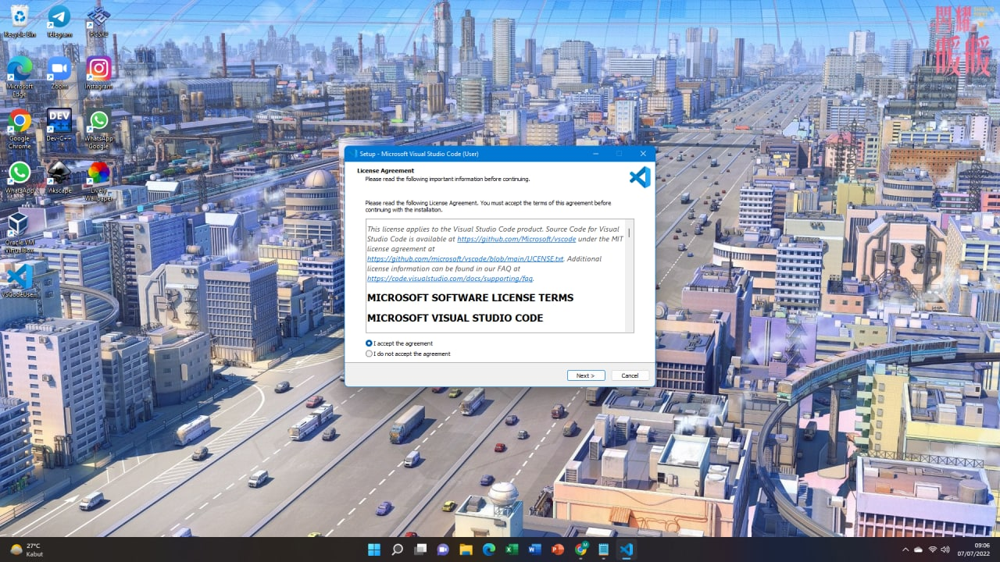 Recycle Bin
Telegram
Microsoft
Edge
Zoom
Instagram
Google
Chrome
DEV
C++
Dev-C++
WhatsApp
Google
WhatsApp
Inkscape
Lively
Wallpaper
Oracle VM
VirtualBox
VSCodeUse...
閃耀
暖暖
Setup - Microsoft Visual Studio Code (User)
License Agreement
Please read the following important information before continuing.
Please read the following License Agreement. You must accept the terms of this agreement before
continuing with the installation.
This license applies to the Visual Studio Code product. Source Code for Visual
Studio Code is available at https://github.com/Microsoft/vscode under the MIT
license agreement at
https://github.com/microsoft/vscode/blob/main/LICENSE.txt. Additional
license information can be found in our FAQ at
https://code.visualstudio.com/docs/supporting/faq.
MICROSOFT SOFTWARE LICENSE TERMS
MICROSOFT VISUAL STUDIO CODE
I accept the agreement
I do not accept the agreement
Next >
Cancel
27°C
Kabut
09:06
07/07/2022